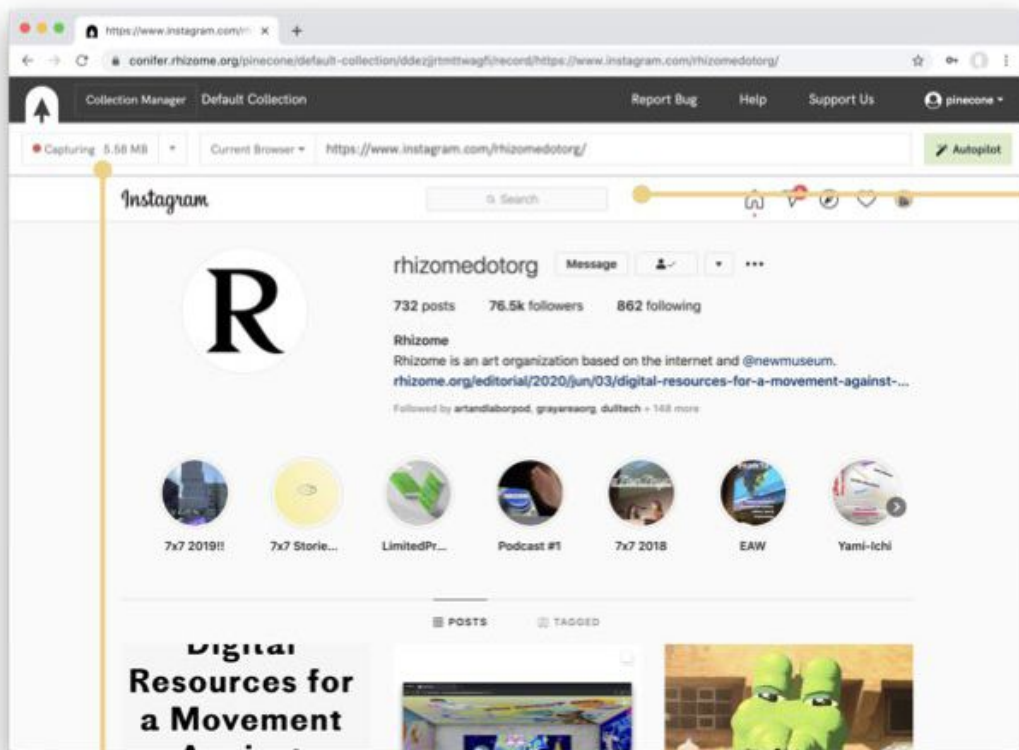 https://www.instagram.com/rh × +
conifer.rhizome.org/pinecone/default-collection/ddezjjrtmttwagfi/record/https://www.instagram.com/rhizomedotorg/
Collection Manager Default Collection Report Bug Help Support Us pinecone
Capturing 5.58 MB Current Browser https://www.instagram.com/rhizomedotorg/ Autopilot
Instagram Search
R
rhizomedotorg Message
732 posts 76.5k followers 862 following
Rhizome
Rhizome is an art organization based on the internet and @newmuseum.
rhizome.org/editorial/2020/jun/03/digital-resources-for-a-movement-against-...
Followed by artandlaborpod, grayareaorg, dulltech + 148 more
7x7 2019!! 7x7 Storie... LimitedPr... Podcast #1 7x7 2018 EAW Yami-Ichi
POSTS TAGGED
Digital
Resources for
a Movement
Against